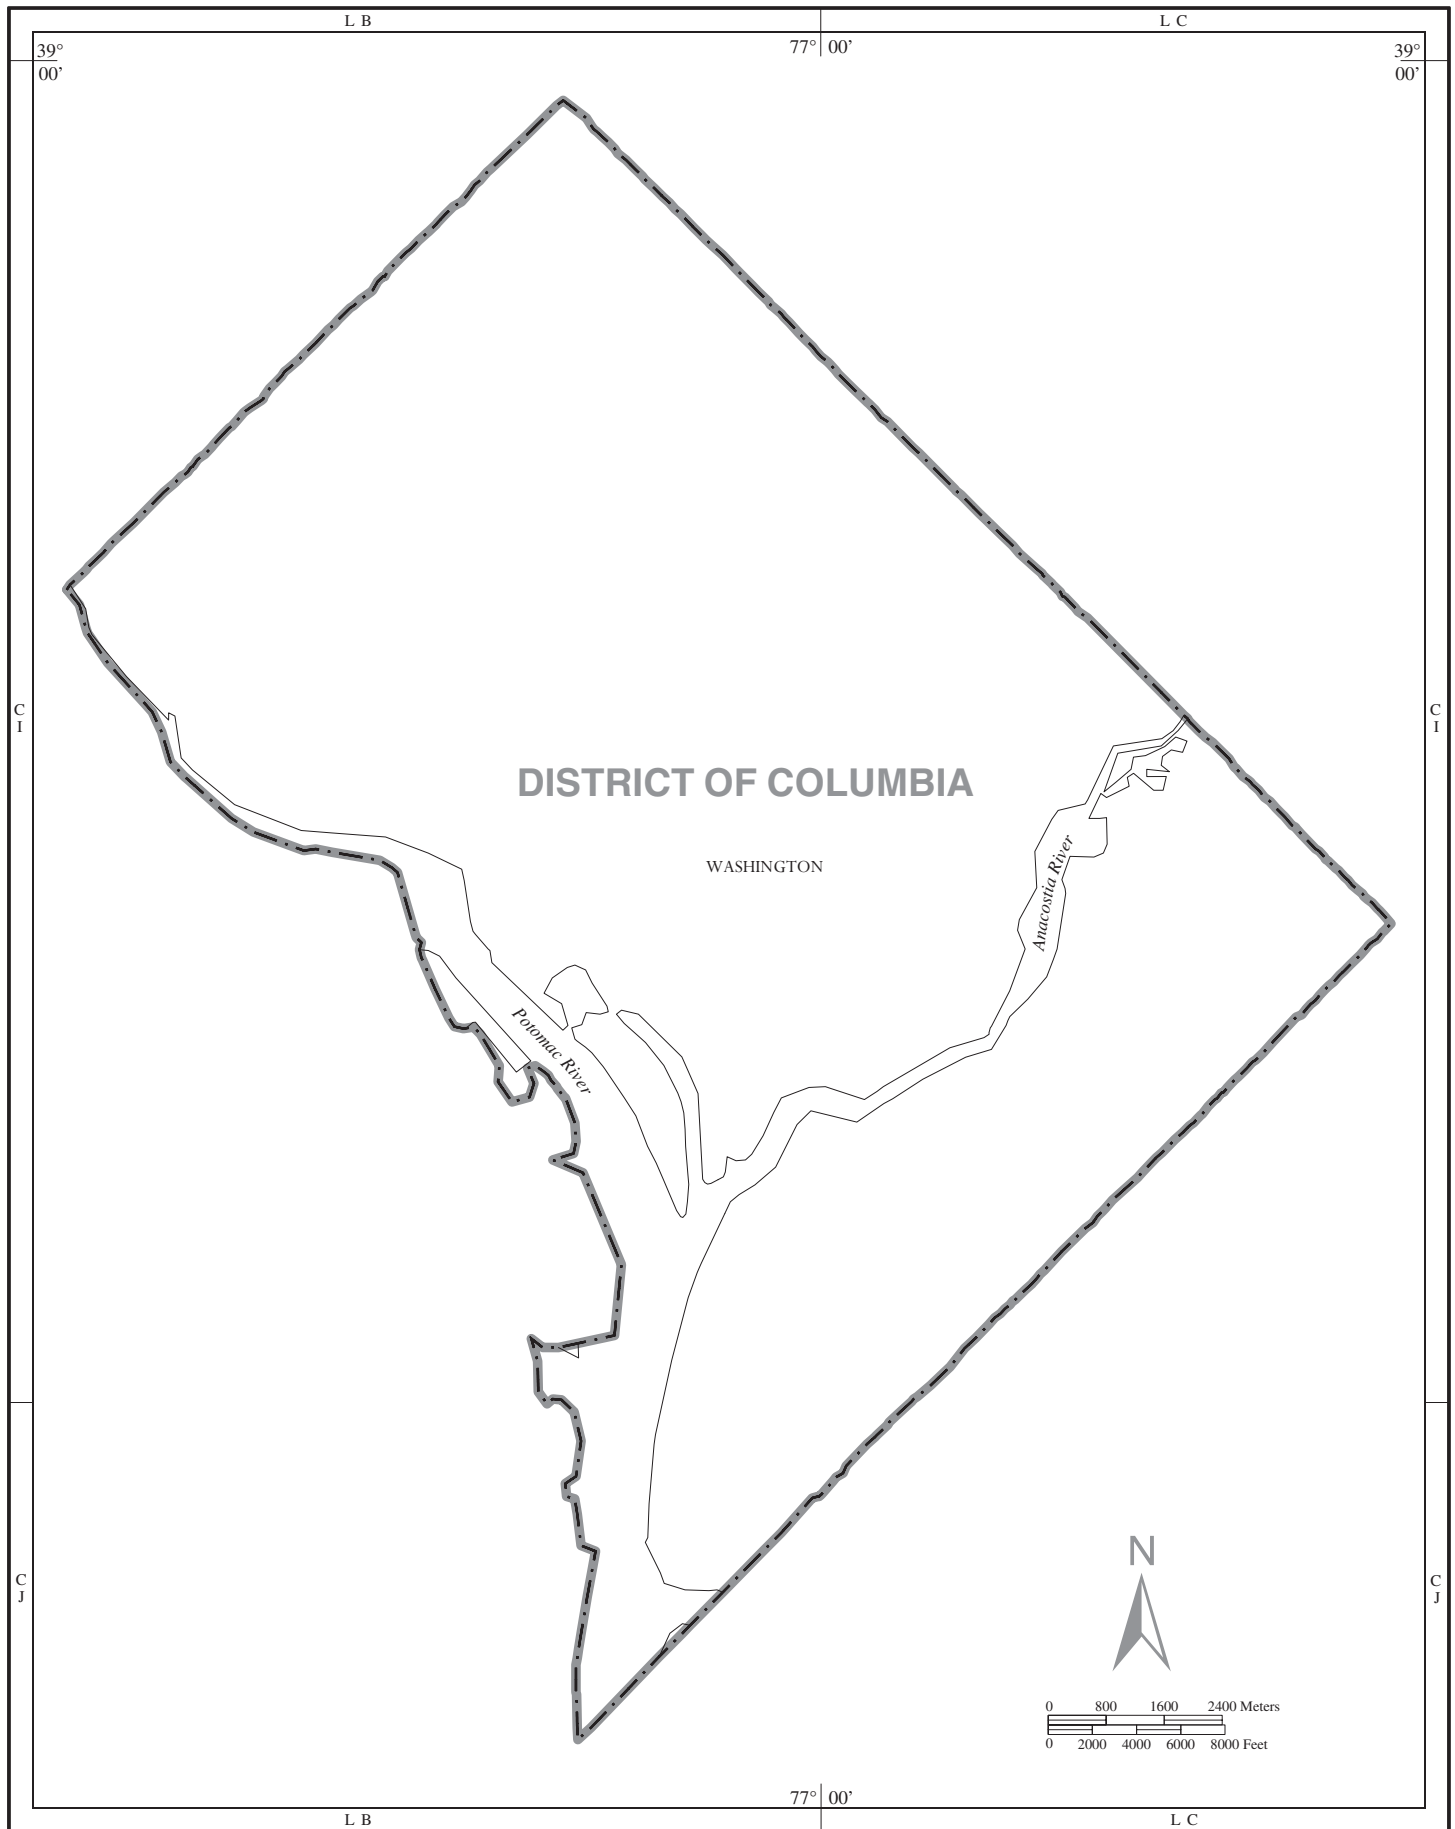 L B
L C
39°
00’
77° 00’
39°
00’
C
I
C
I
DISTRICT OF COLUMBIA
WASHINGTON
Anacostia River
Potomac River
N
C
J
C
J
0 800 1600 2400 Meters
0 2000 4000 6000 8000 Feet
77° 00’
L B
L C